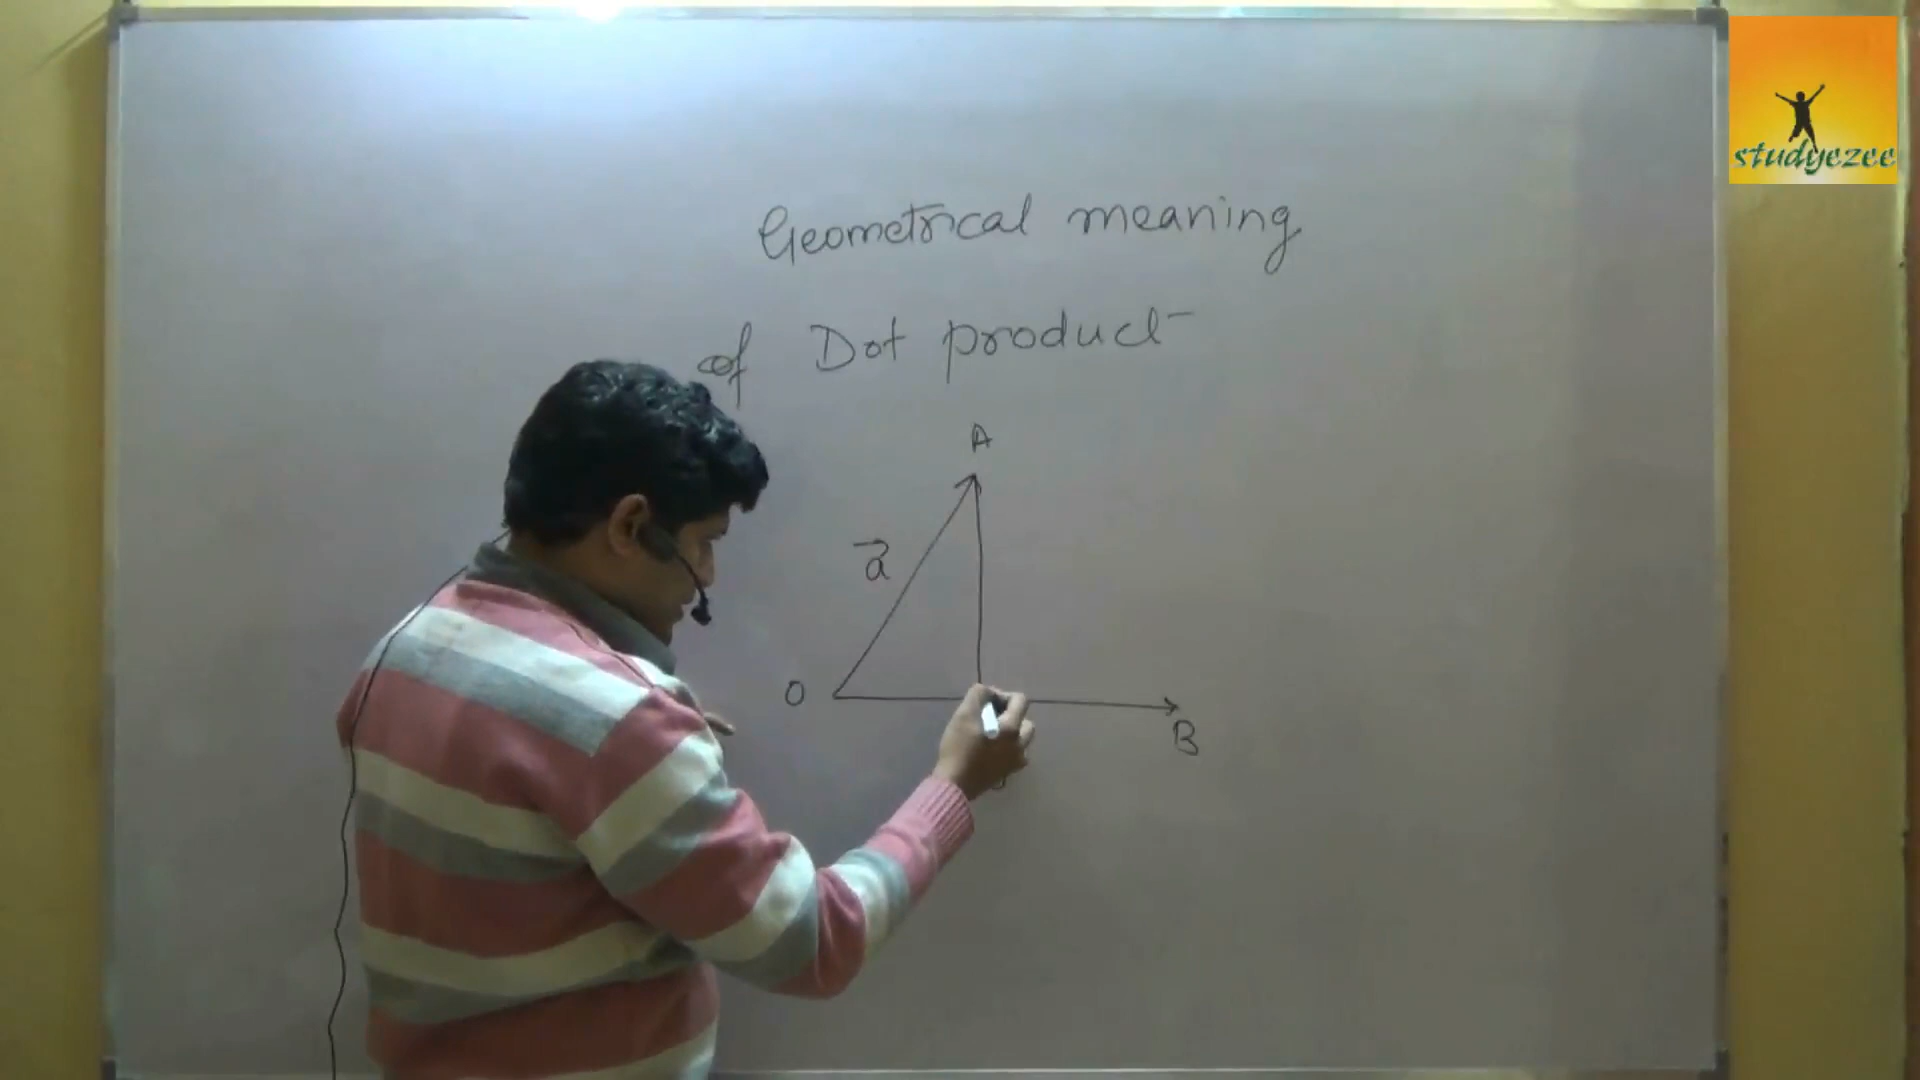 studyezee
Geometrical meaning
of Dot product
A
a⃗
O
B